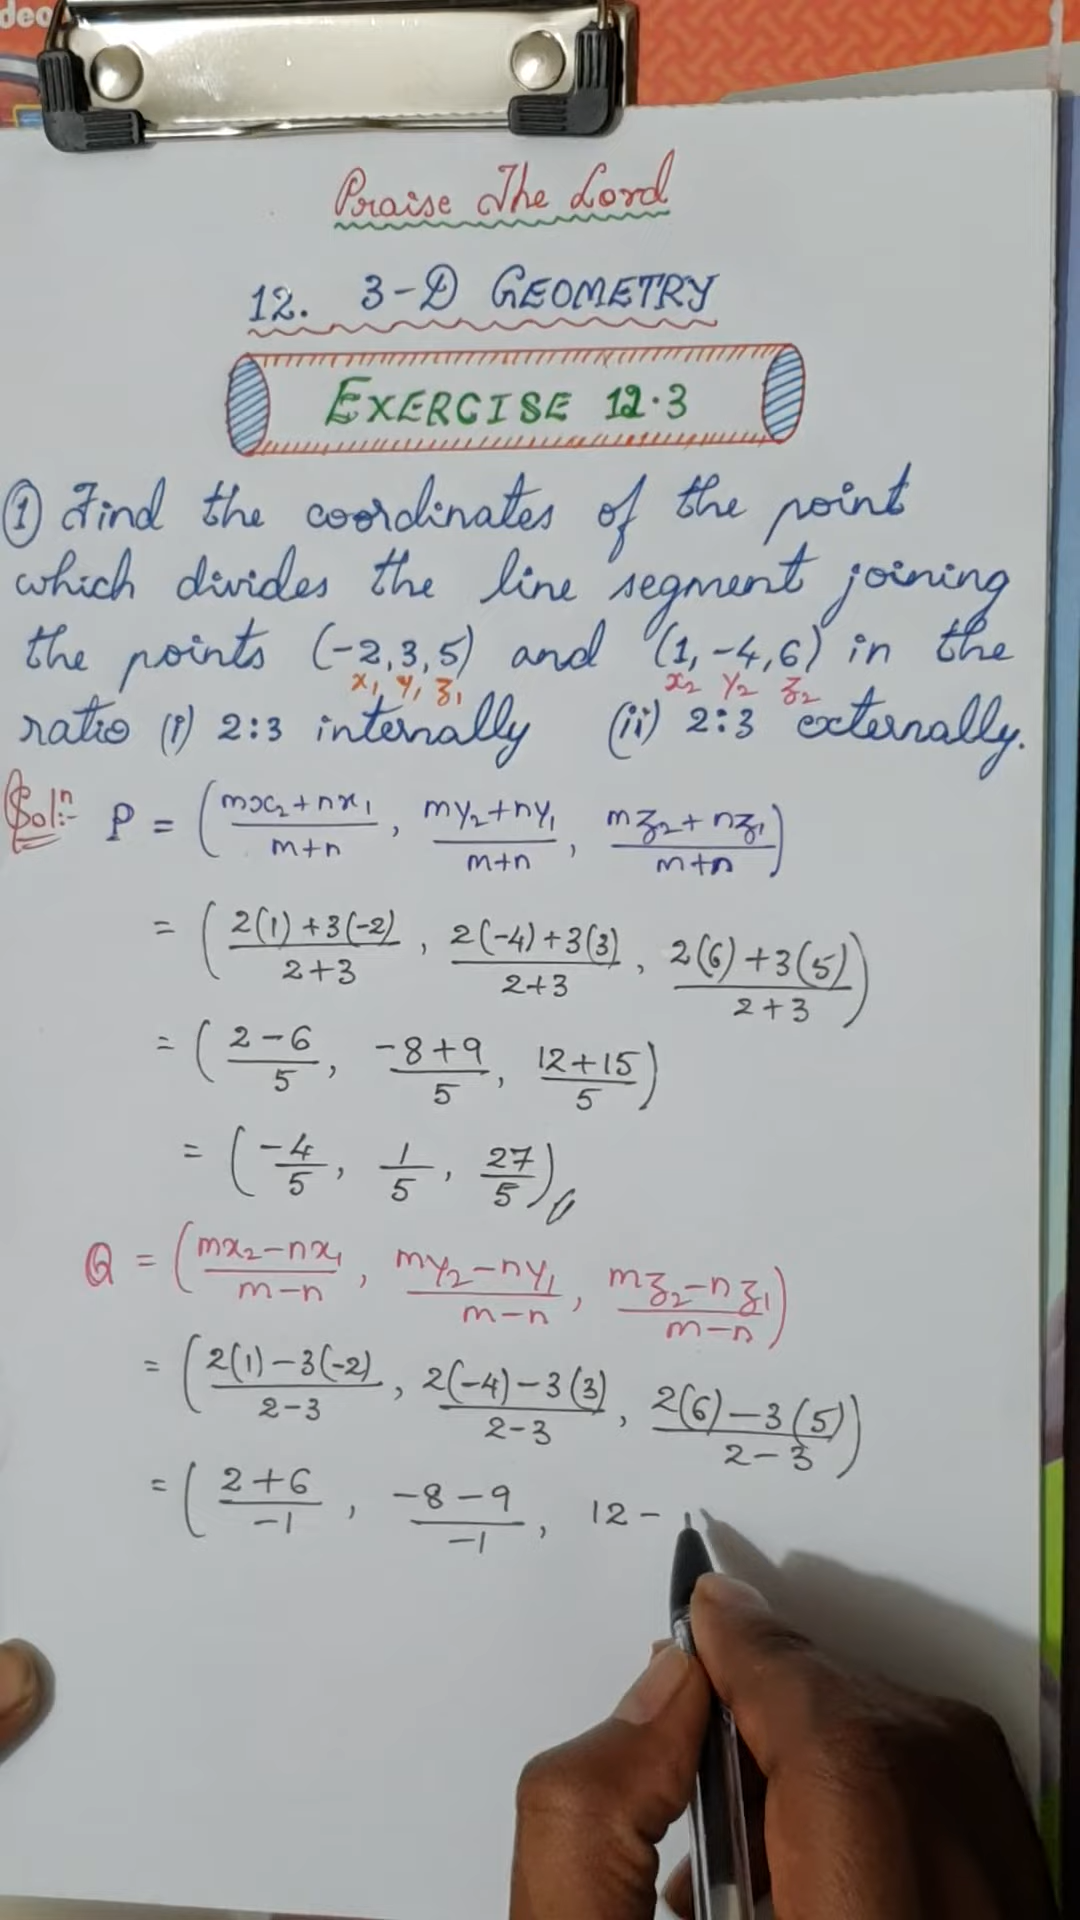 deo
Praise The Lord
12. 3-D GEOMETRY
EXERCISE 12.3
① Find the coordinates of the point
which divides the line segment joining
the points (-2,3,5) and (1,-4,6) in the
x₁ y₁ z₁ x₂ y₂ z₂
ratio (i) 2:3 internally (ii) 2:3 externally.
Solⁿ:- P = ( mx₂+nx₁ / m+n , my₂+ny₁ / m+n , mz₂+nz₁ / m+n )
= ( 2(1)+3(-2) / 2+3 , 2(-4)+3(3) / 2+3 , 2(6)+3(5) / 2+3 )
= ( 2-6 / 5 , -8+9 / 5 , 12+15 / 5 )
= ( -4/5 , 1/5 , 27/5 )
Q = ( mx₂-nx₁ / m-n , my₂-ny₁ / m-n , mz₂-nz₁ / m-n )
= ( 2(1)-3(-2) / 2-3 , 2(-4)-3(3) / 2-3 , 2(6)-3(5) / 2-3 )
= ( 2+6 / -1 , -8-9 / -1 , 12-